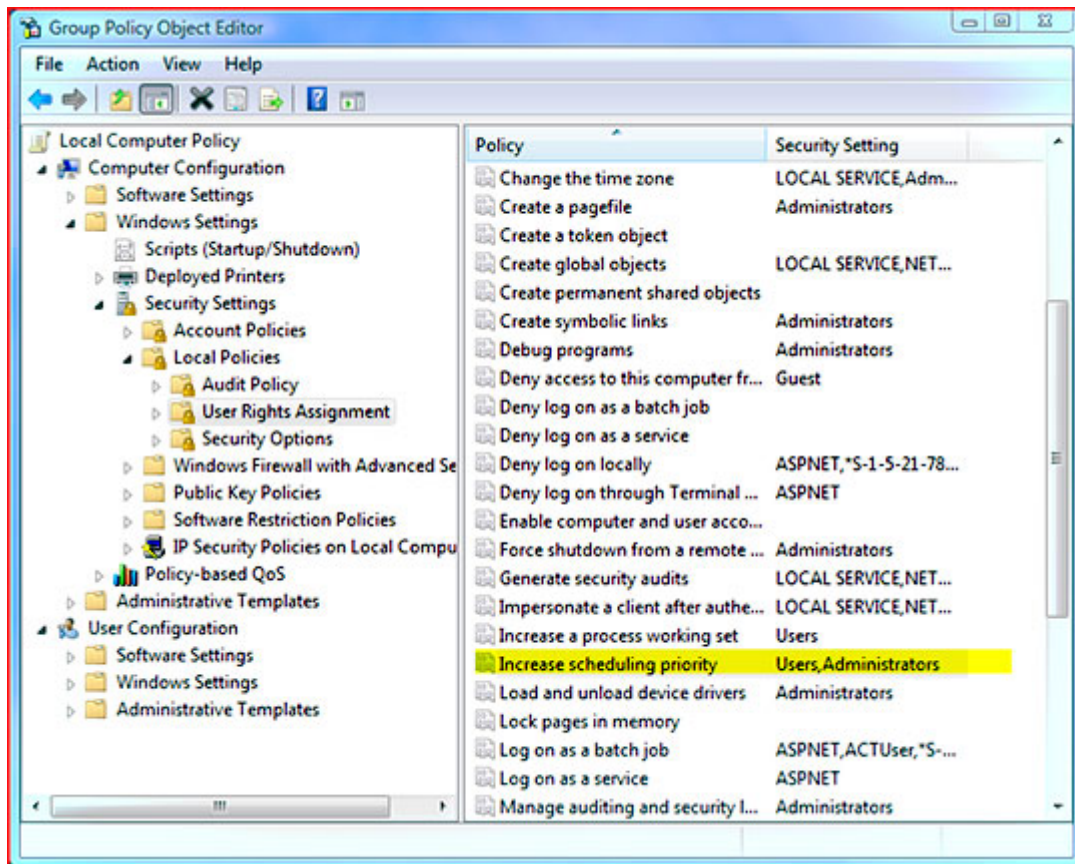 Group Policy Object Editor
File Action View Help
Local Computer Policy
Computer Configuration
Software Settings
Windows Settings
Scripts (Startup/Shutdown)
Deployed Printers
Security Settings
Account Policies
Local Policies
Audit Policy
User Rights Assignment
Security Options
Windows Firewall with Advanced Se
Public Key Policies
Software Restriction Policies
IP Security Policies on Local Compu
Policy-based QoS
Administrative Templates
User Configuration
Software Settings
Windows Settings
Administrative Templates
Policy Security Setting
Change the time zone LOCAL SERVICE,Adm...
Create a pagefile Administrators
Create a token object
Create global objects LOCAL SERVICE,NET...
Create permanent shared objects
Create symbolic links Administrators
Debug programs Administrators
Deny access to this computer fr... Guest
Deny log on as a batch job
Deny log on as a service
Deny log on locally ASPNET,*S-1-5-21-78...
Deny log on through Terminal ... ASPNET
Enable computer and user acco...
Force shutdown from a remote ... Administrators
Generate security audits LOCAL SERVICE,NET...
Impersonate a client after authe... LOCAL SERVICE,NET...
Increase a process working set Users
Increase scheduling priority Users,Administrators
Load and unload device drivers Administrators
Lock pages in memory
Log on as a batch job ASPNET,ACTUser,*S-...
Log on as a service ASPNET
Manage auditing and security l... Administrators